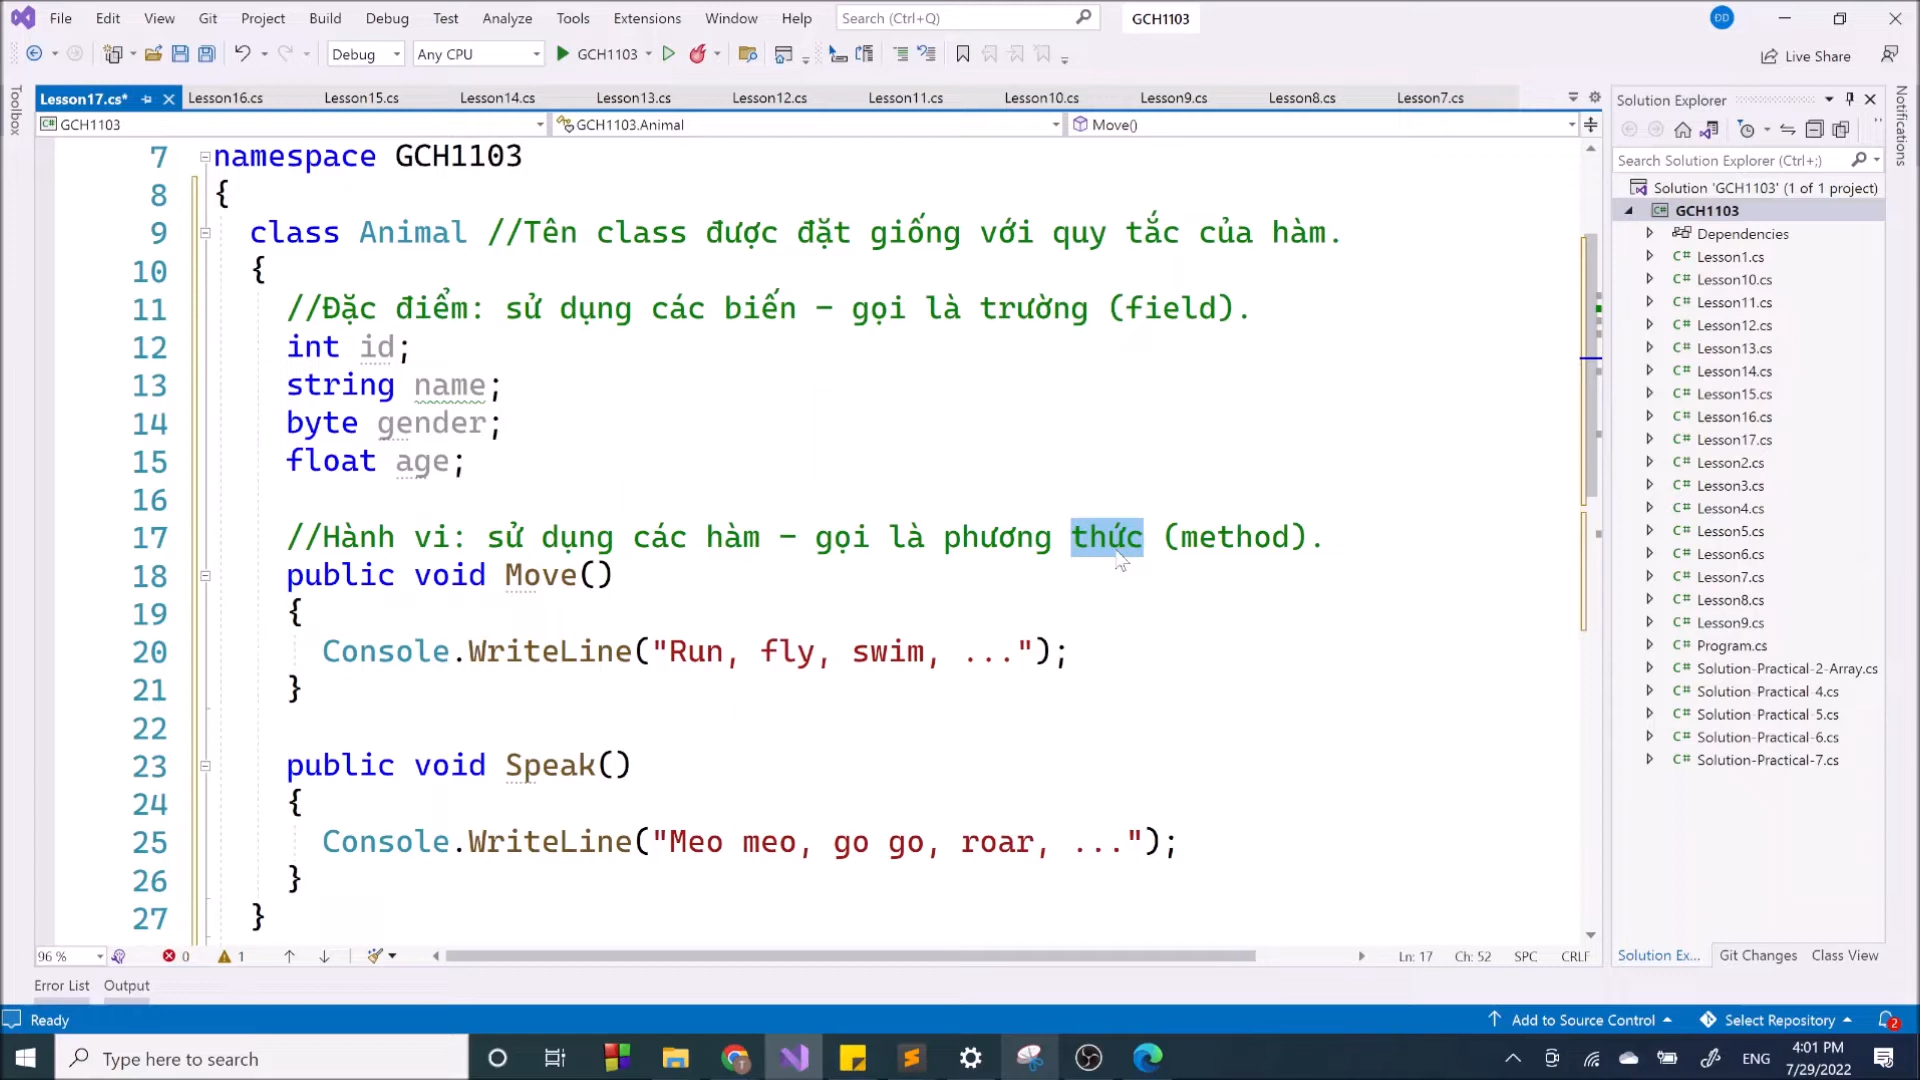 File Edit View Git Project Build Debug Test Analyze Tools Extensions Window Help Search (Ctrl+Q) GCH1103 ĐD
Debug Any CPU GCH1103 Live Share
Toolbox
Lesson17.cs* Lesson16.cs Lesson15.cs Lesson14.cs Lesson13.cs Lesson12.cs Lesson11.cs Lesson10.cs Lesson9.cs Lesson8.cs Lesson7.cs
GCH1103 GCH1103.Animal Move()
7 namespace GCH1103
8 {
9 class Animal //Tên class được đặt giống với quy tắc của hàm.
10 {
11 //Đặc điểm: sử dụng các biến - gọi là trường (field).
12 int id;
13 string name;
14 byte gender;
15 float age;
16
17 //Hành vi: sử dụng các hàm - gọi là phương thức (method).
18 public void Move()
19 {
20 Console.WriteLine("Run, fly, swim, ...");
21 }
22
23 public void Speak()
24 {
25 Console.WriteLine("Meo meo, go go, roar, ...");
26 }
27 }
96 % 0 1 Ln: 17 Ch: 52 SPC CRLF
Error List Output
Solution Explorer
Search Solution Explorer (Ctrl+;)
Solution 'GCH1103' (1 of 1 project)
GCH1103
Dependencies
C# Lesson1.cs
C# Lesson10.cs
C# Lesson11.cs
C# Lesson12.cs
C# Lesson13.cs
C# Lesson14.cs
C# Lesson15.cs
C# Lesson16.cs
C# Lesson17.cs
C# Lesson2.cs
C# Lesson3.cs
C# Lesson4.cs
C# Lesson5.cs
C# Lesson6.cs
C# Lesson7.cs
C# Lesson8.cs
C# Lesson9.cs
C# Program.cs
C# Solution-Practical-2-Array.cs
C# Solution-Practical-4.cs
C# Solution-Practical-5.cs
C# Solution-Practical-6.cs
C# Solution-Practical-7.cs
Solution Ex... Git Changes Class View
Notifications
Ready Add to Source Control Select Repository 2
Type here to search ENG 4:01 PM
7/29/2022